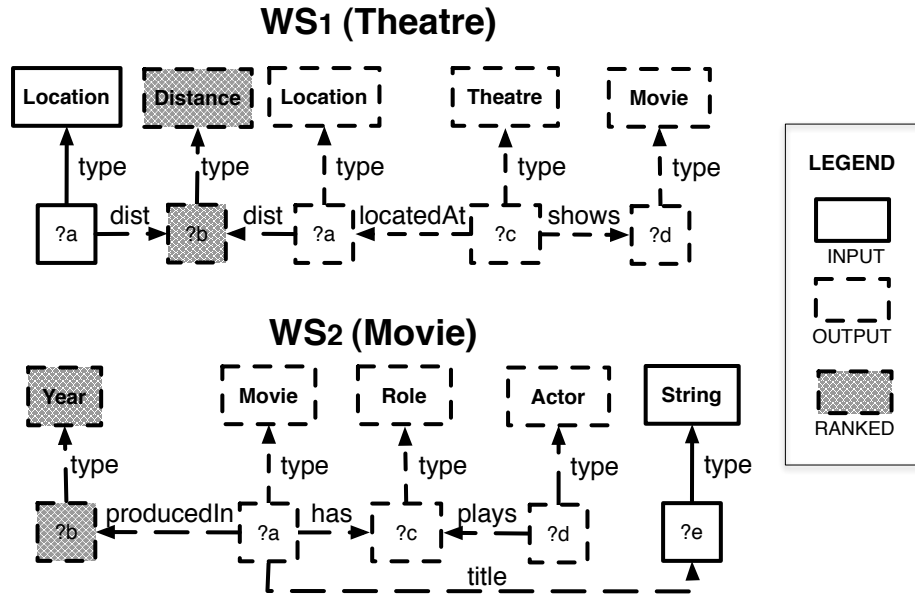 WS1 (Theatre)
Location Distance Location Theatre Movie
type type type type type
dist dist locatedAt shows
?a ?b ?a ?c ?d
LEGEND
INPUT
OUTPUT
RANKED
WS2 (Movie)
Year Movie Role Actor String
type type type type type
producedIn has plays
?b ?a ?c ?d ?e
title